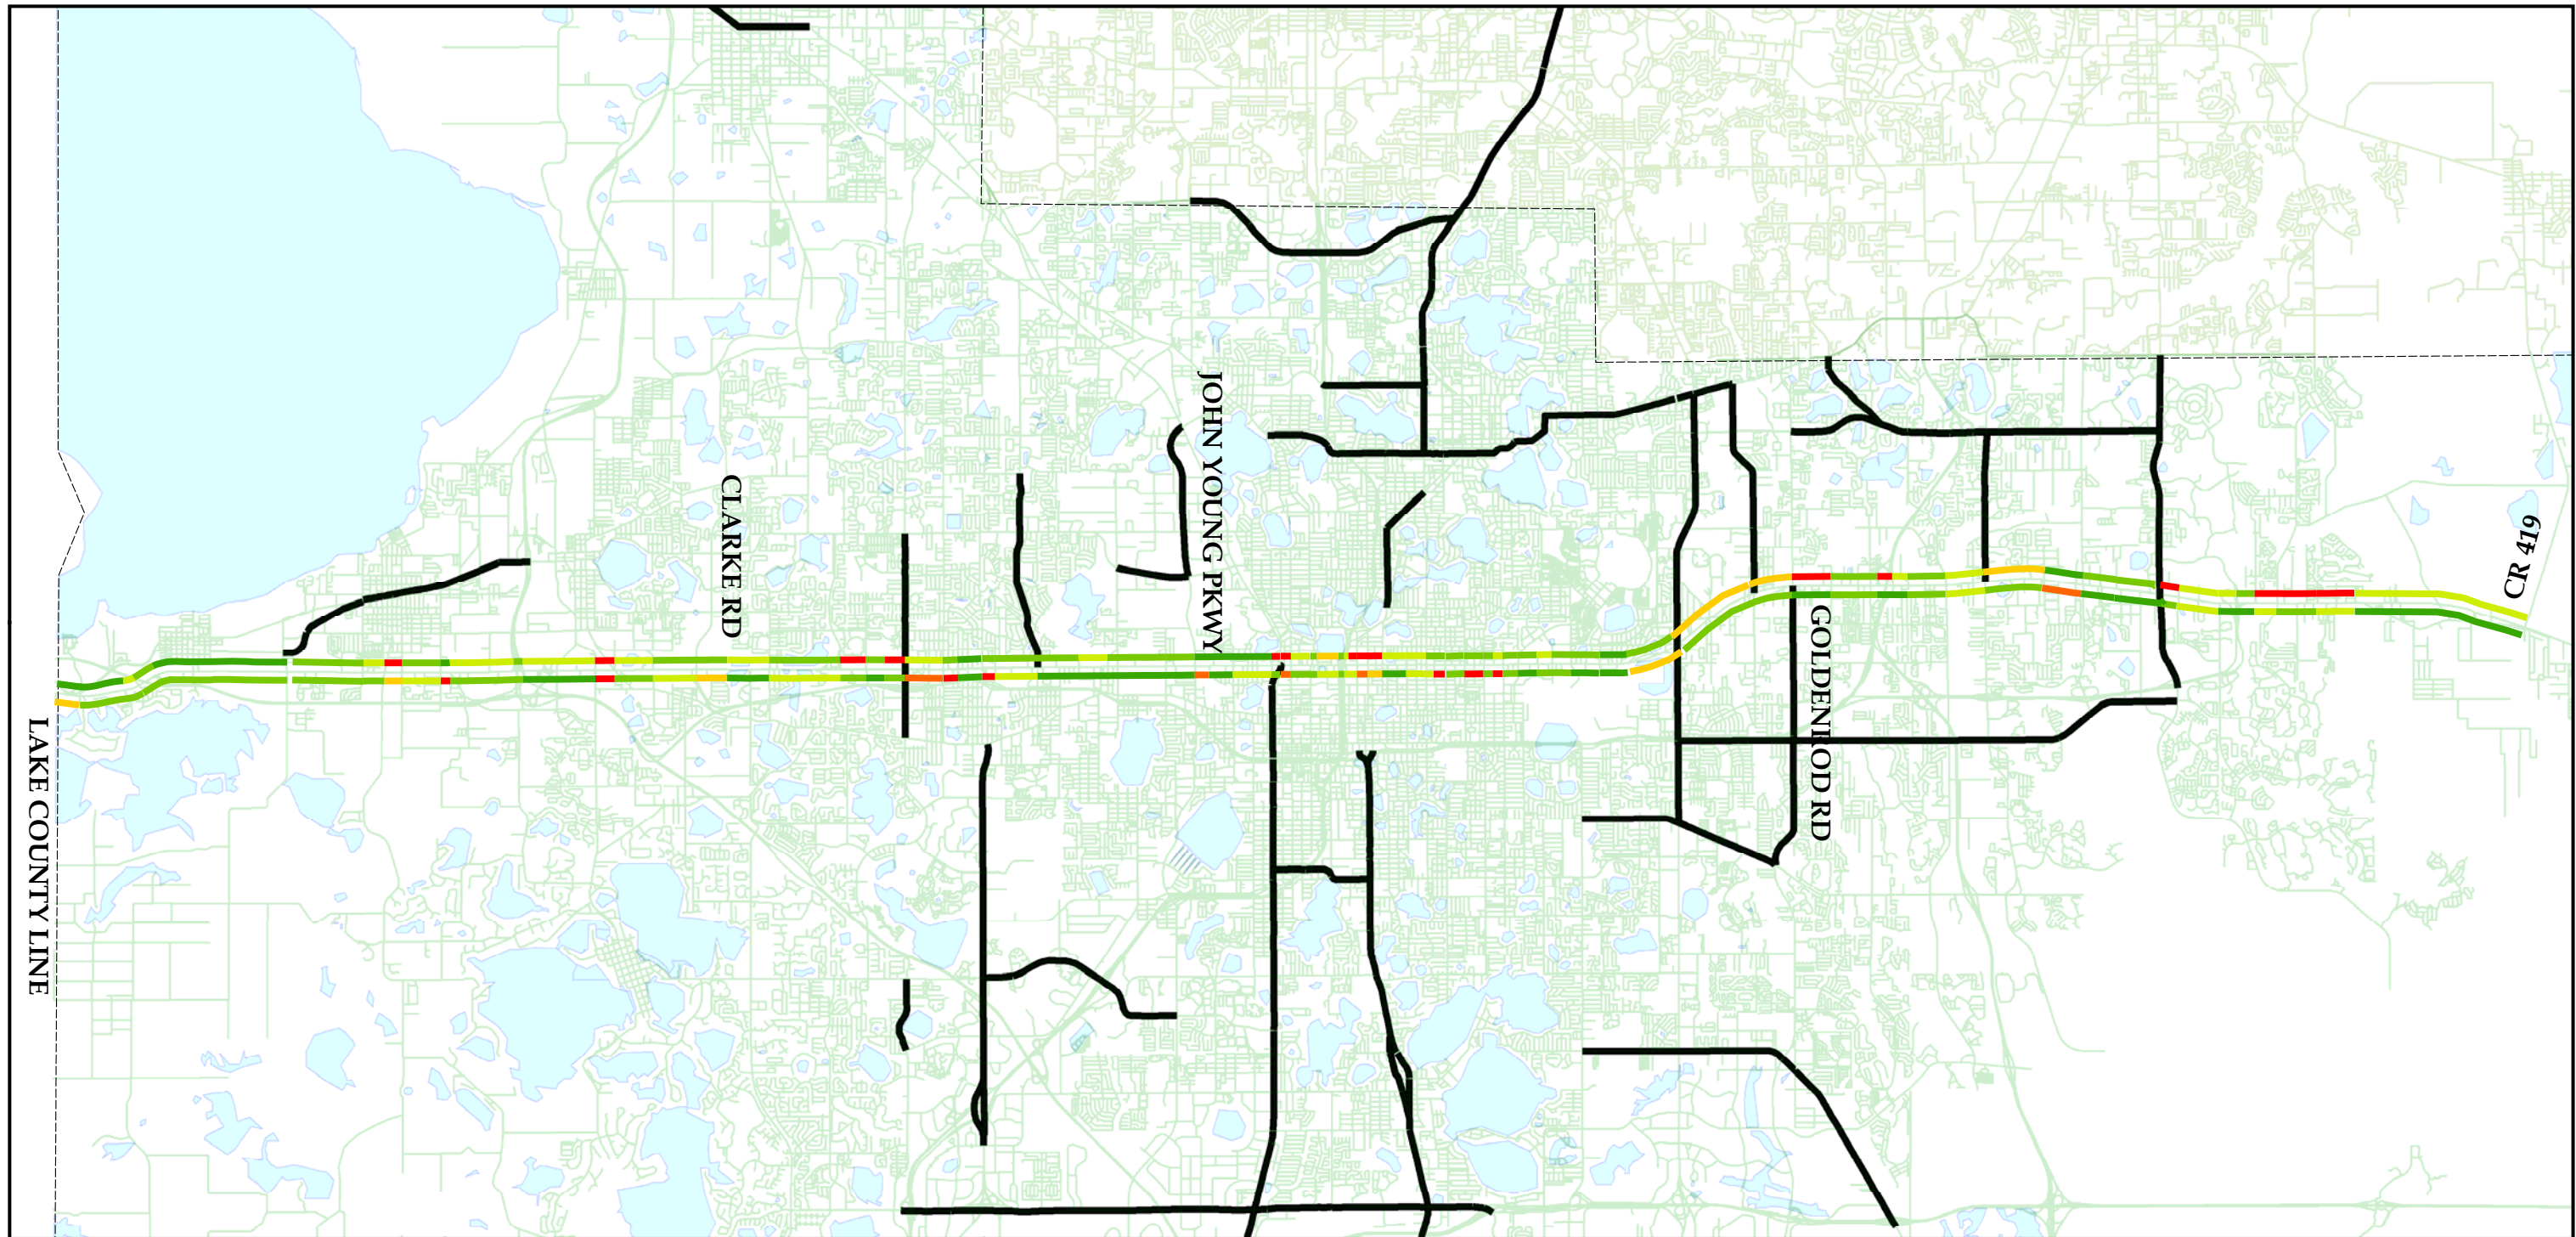 LAKE COUNTY LINE
CLARKE RD
JOHN YOUNG PKWY
GOLDENROD RD
CR 419